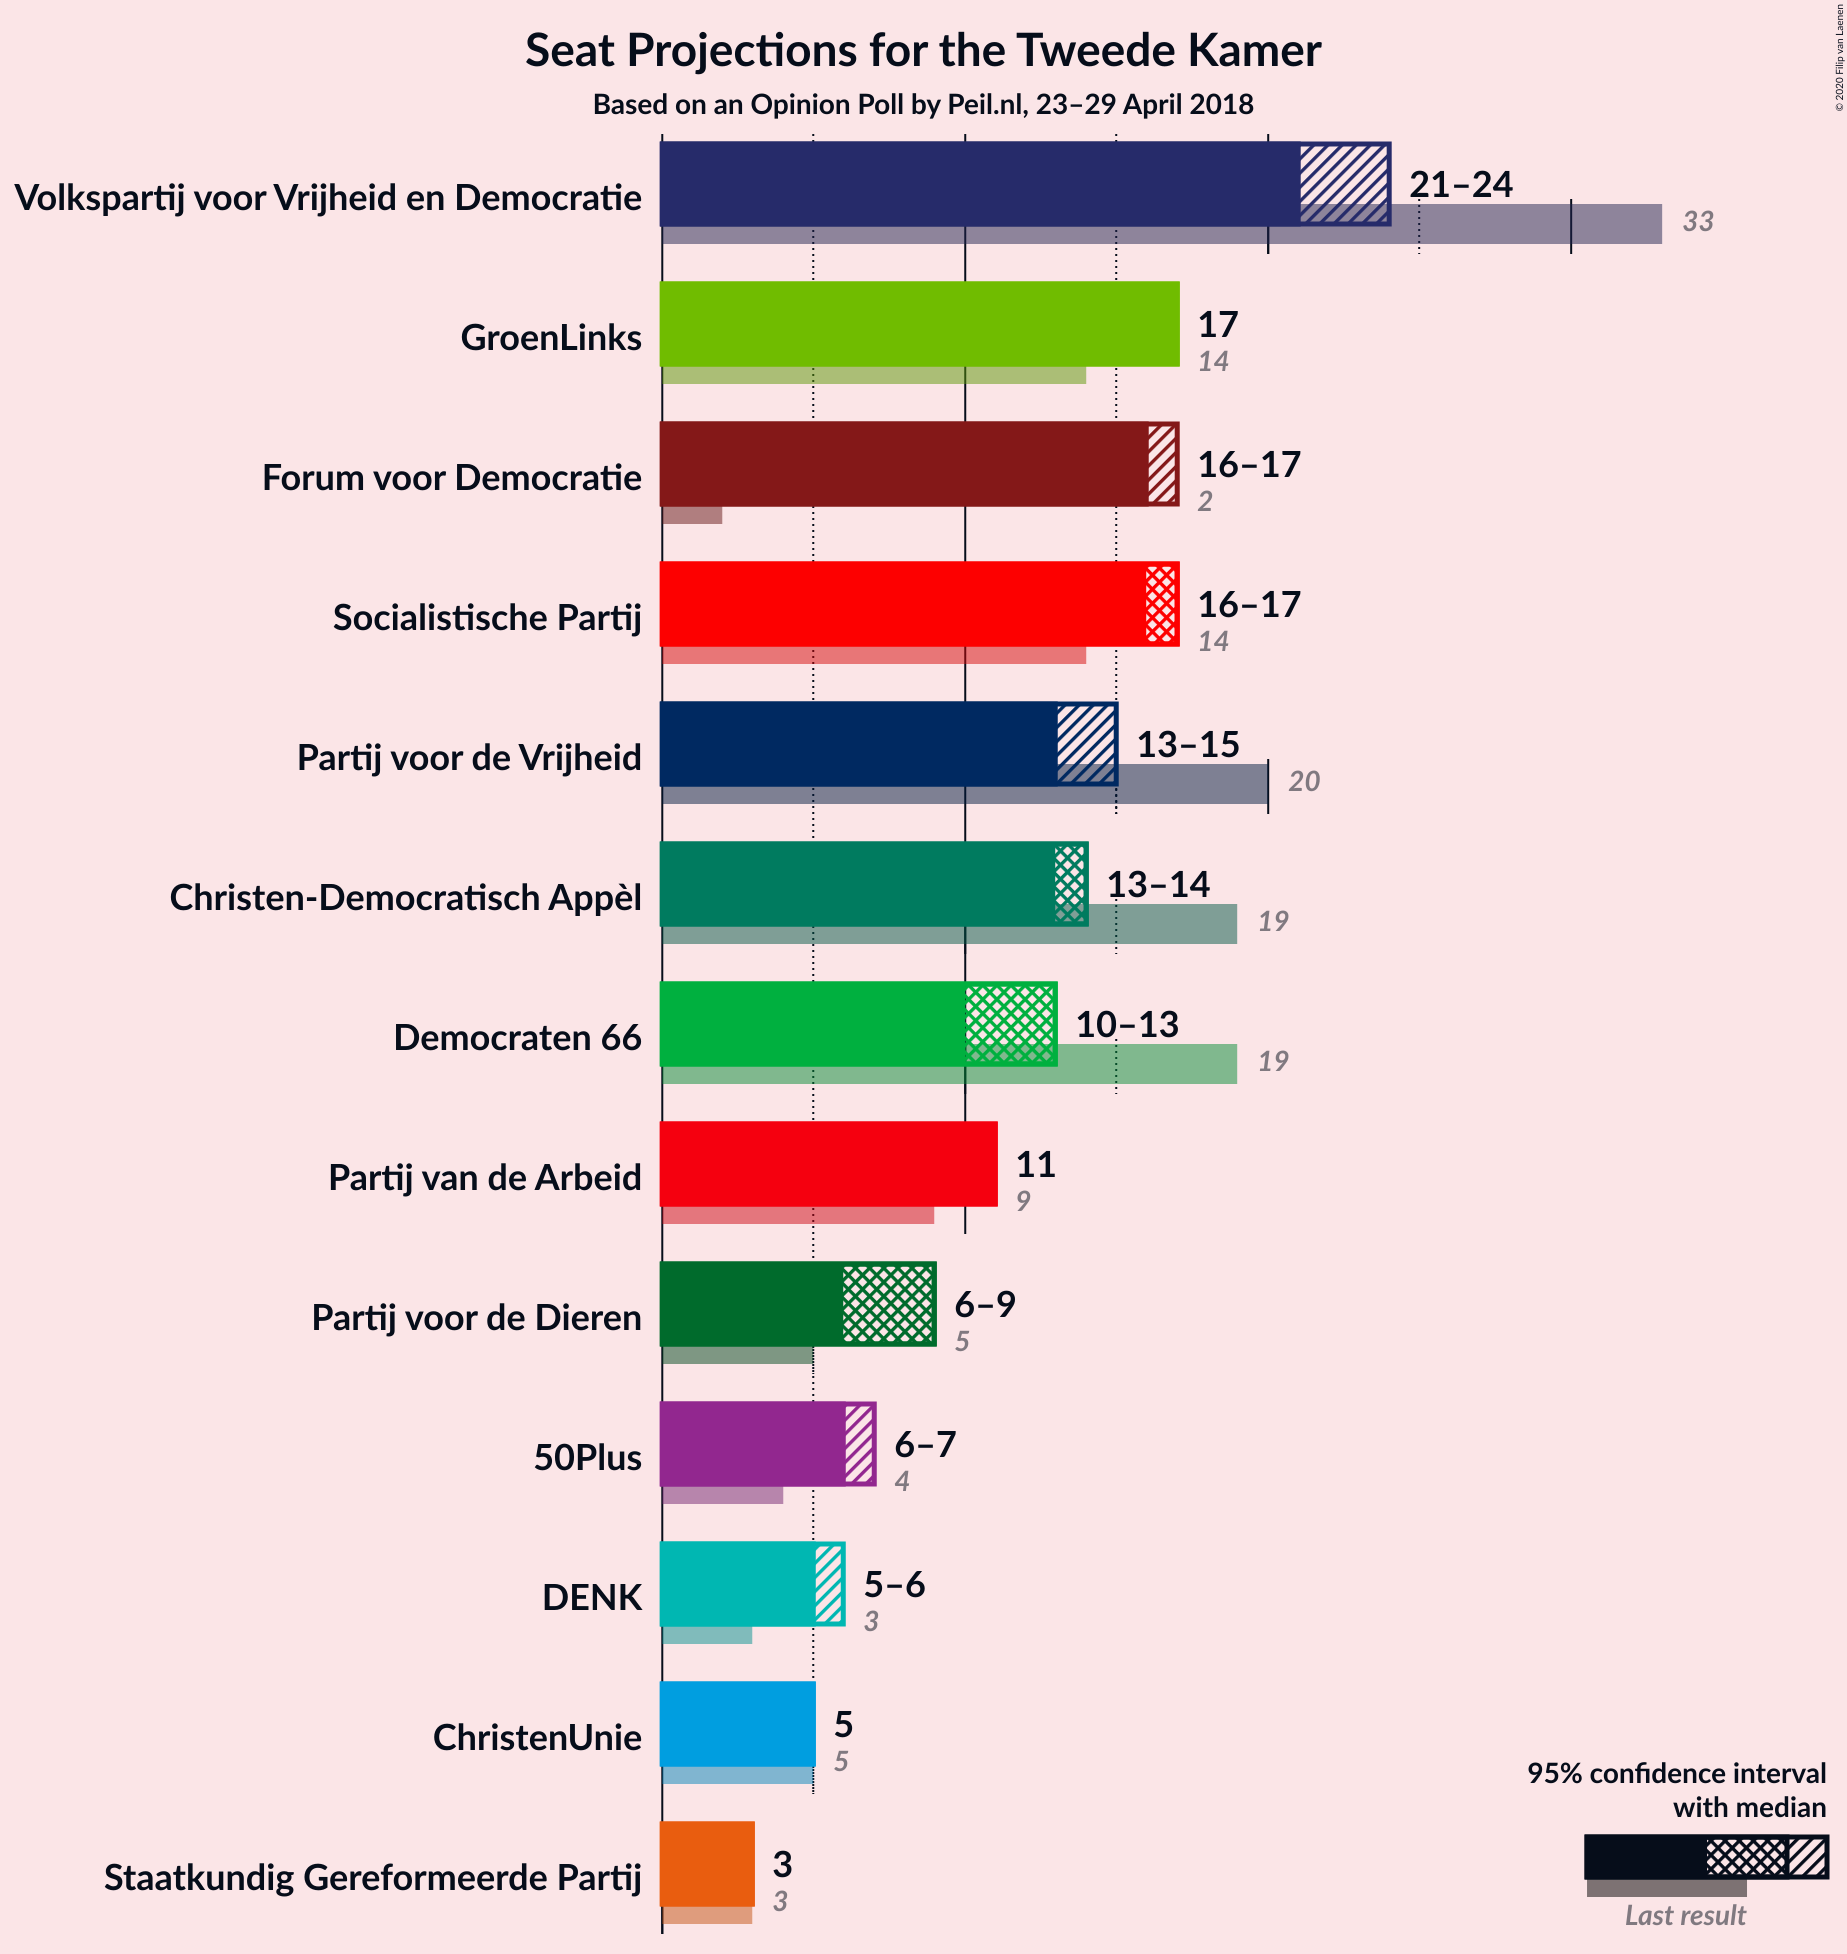 Seat Projections for the Tweede Kamer
Based on an Opinion Poll by Peil.nl, 23–29 April 2018
© 2020 Filip van Laenen
Volkspartij voor Vrijheid en Democratie
21–24
33
GroenLinks
17
14
Forum voor Democratie
16–17
2
Socialistische Partij
16–17
14
Partij voor de Vrijheid
13–15
20
Christen-Democratisch Appèl
13–14
19
Democraten 66
10–13
19
Partij van de Arbeid
11
9
Partij voor de Dieren
6–9
5
50Plus
6–7
4
DENK
5–6
3
ChristenUnie
5
5
Staatkundig Gereformeerde Partij
3
3
95% confidence interval
with median
Last result